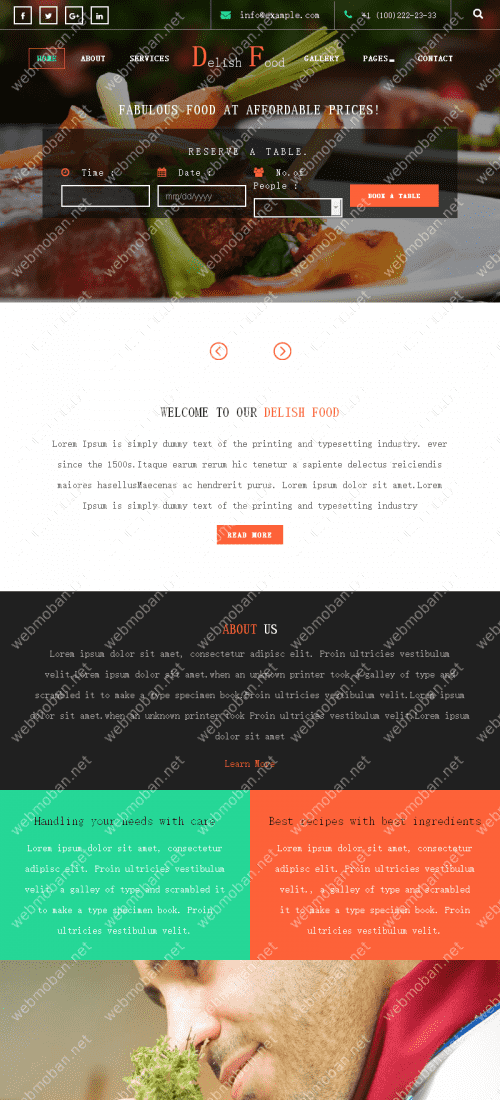 info@example.com
+1 (100)222-23-33
HOME
ABOUT
SERVICES
Delish Food
GALLERY
PAGES
CONTACT
FABULOUS FOOD AT AFFORDABLE PRICES!
RESERVE A TABLE.
Time :
Date :
No.of
People :
mm/dd/yyyy
BOOK A TABLE
WELCOME TO OUR DELISH FOOD
Lorem Ipsum is simply dummy text of the printing and typesetting industry. ever
since the 1500s.Itaque earum rerum hic tenetur a sapiente delectus reiciendis
maiores hasellusMaecenas ac hendrerit purus. Lorem ipsum dolor sit amet.Lorem
Ipsum is simply dummy text of the printing and typesetting industry
READ MORE
ABOUT US
Lorem ipsum dolor sit amet, consectetur adipisc elit. Proin ultricies vestibulum
velit.Lorem ipsum dolor sit amet.when an unknown printer took a galley of type and
scrambled it to make a type specimen book.Proin ultricies vestibulum velit.Lorem ipsum
dolor sit amet.when an unknown printer took Proin ultricies vestibulum velit.Lorem ipsum
dolor sit amet
Learn More
Handling your needs with care
Lorem ipsum dolor sit amet, consectetur
adipisc elit. Proin ultricies vestibulum
velit., a galley of type and scrambled it
to make a type specimen book. Proin
ultricies vestibulum velit.
Best recipes with best ingredients
Lorem ipsum dolor sit amet, consectetur
adipisc elit. Proin ultricies vestibulum
velit., a galley of type and scrambled
it to make a type specimen book. Proin
ultricies vestibulum velit.
webmoban.net